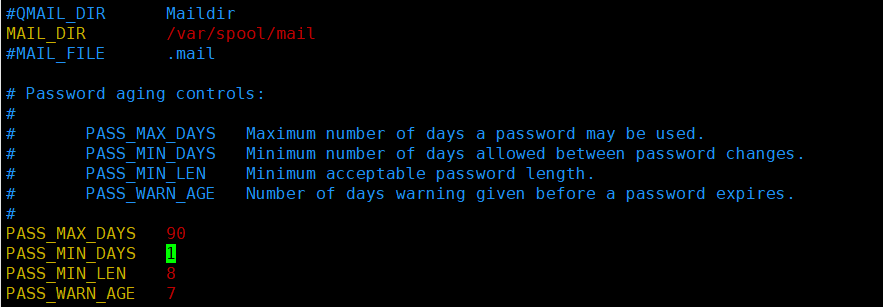 #QMAIL_DIR      Maildir
MAIL_DIR        /var/spool/mail
#MAIL_FILE      .mail

# Password aging controls:
#
#       PASS_MAX_DAYS   Maximum number of days a password may be used.
#       PASS_MIN_DAYS   Minimum number of days allowed between password changes.
#       PASS_MIN_LEN    Minimum acceptable password length.
#       PASS_WARN_AGE   Number of days warning given before a password expires.
#
PASS_MAX_DAYS   90
PASS_MIN_DAYS   1
PASS_MIN_LEN    8
PASS_WARN_AGE   7